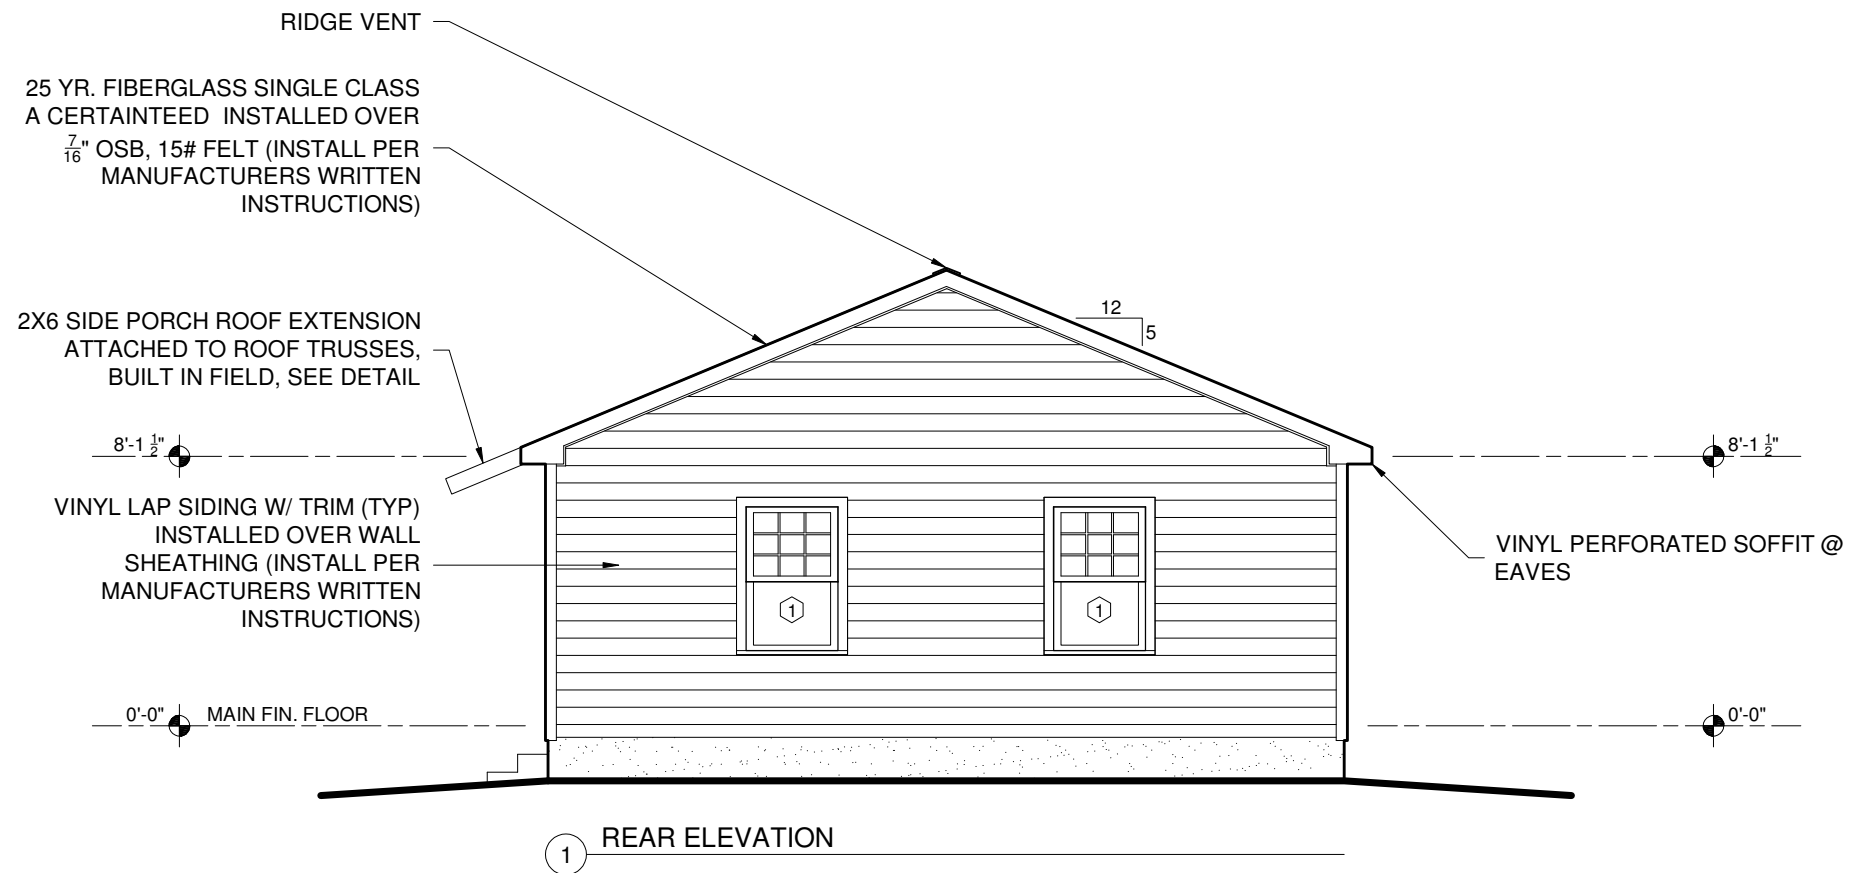 RIDGE VENT
25 YR. FIBERGLASS SINGLE CLASS
A CERTAINTEED INSTALLED OVER
7/16" OSB, 15# FELT (INSTALL PER
MANUFACTURERS WRITTEN
INSTRUCTIONS)
12
5
2X6 SIDE PORCH ROOF EXTENSION
ATTACHED TO ROOF TRUSSES,
BUILT IN FIELD, SEE DETAIL
8'-1 1/2"
8'-1 1/2"
VINYL LAP SIDING W/ TRIM (TYP)
INSTALLED OVER WALL
SHEATHING (INSTALL PER
MANUFACTURERS WRITTEN
INSTRUCTIONS)
VINYL PERFORATED SOFFIT @
EAVES
1
1
0'-0"
MAIN FIN. FLOOR
0'-0"
1
REAR ELEVATION